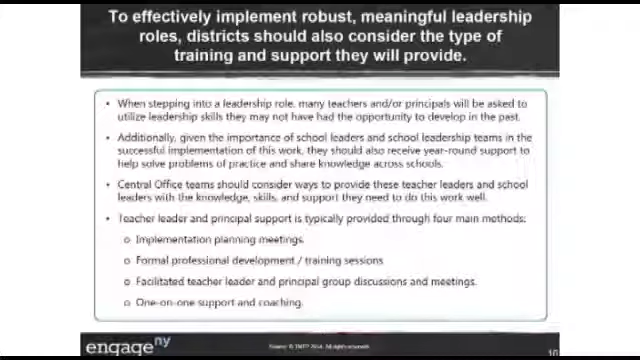 To effectively implement robust, meaningful leadership
roles, districts should also consider the type of
training and support they will provide.
• When stepping into a leadership role, many teachers and/or principals will be asked to
utilize leadership skills they may not have had the opportunity to develop in the past.
• Additionally, given the importance of school leaders and school leadership teams in the
successful implementation of this work, they should also receive year-round support to
help solve problems of practice and share knowledge across schools.
• Central Office teams should consider ways to provide these teacher leaders and school
leaders with the knowledge, skills, and support they need to do this work well.
• Teacher leader and principal support is typically provided through four main methods:
o Implementation planning meetings.
o Formal professional development / training sessions
o Facilitated teacher leader and principal group discussions and meetings.
o One-on-one support and coaching.
engageny
Source: © TNTP 2014. All rights reserved.
10